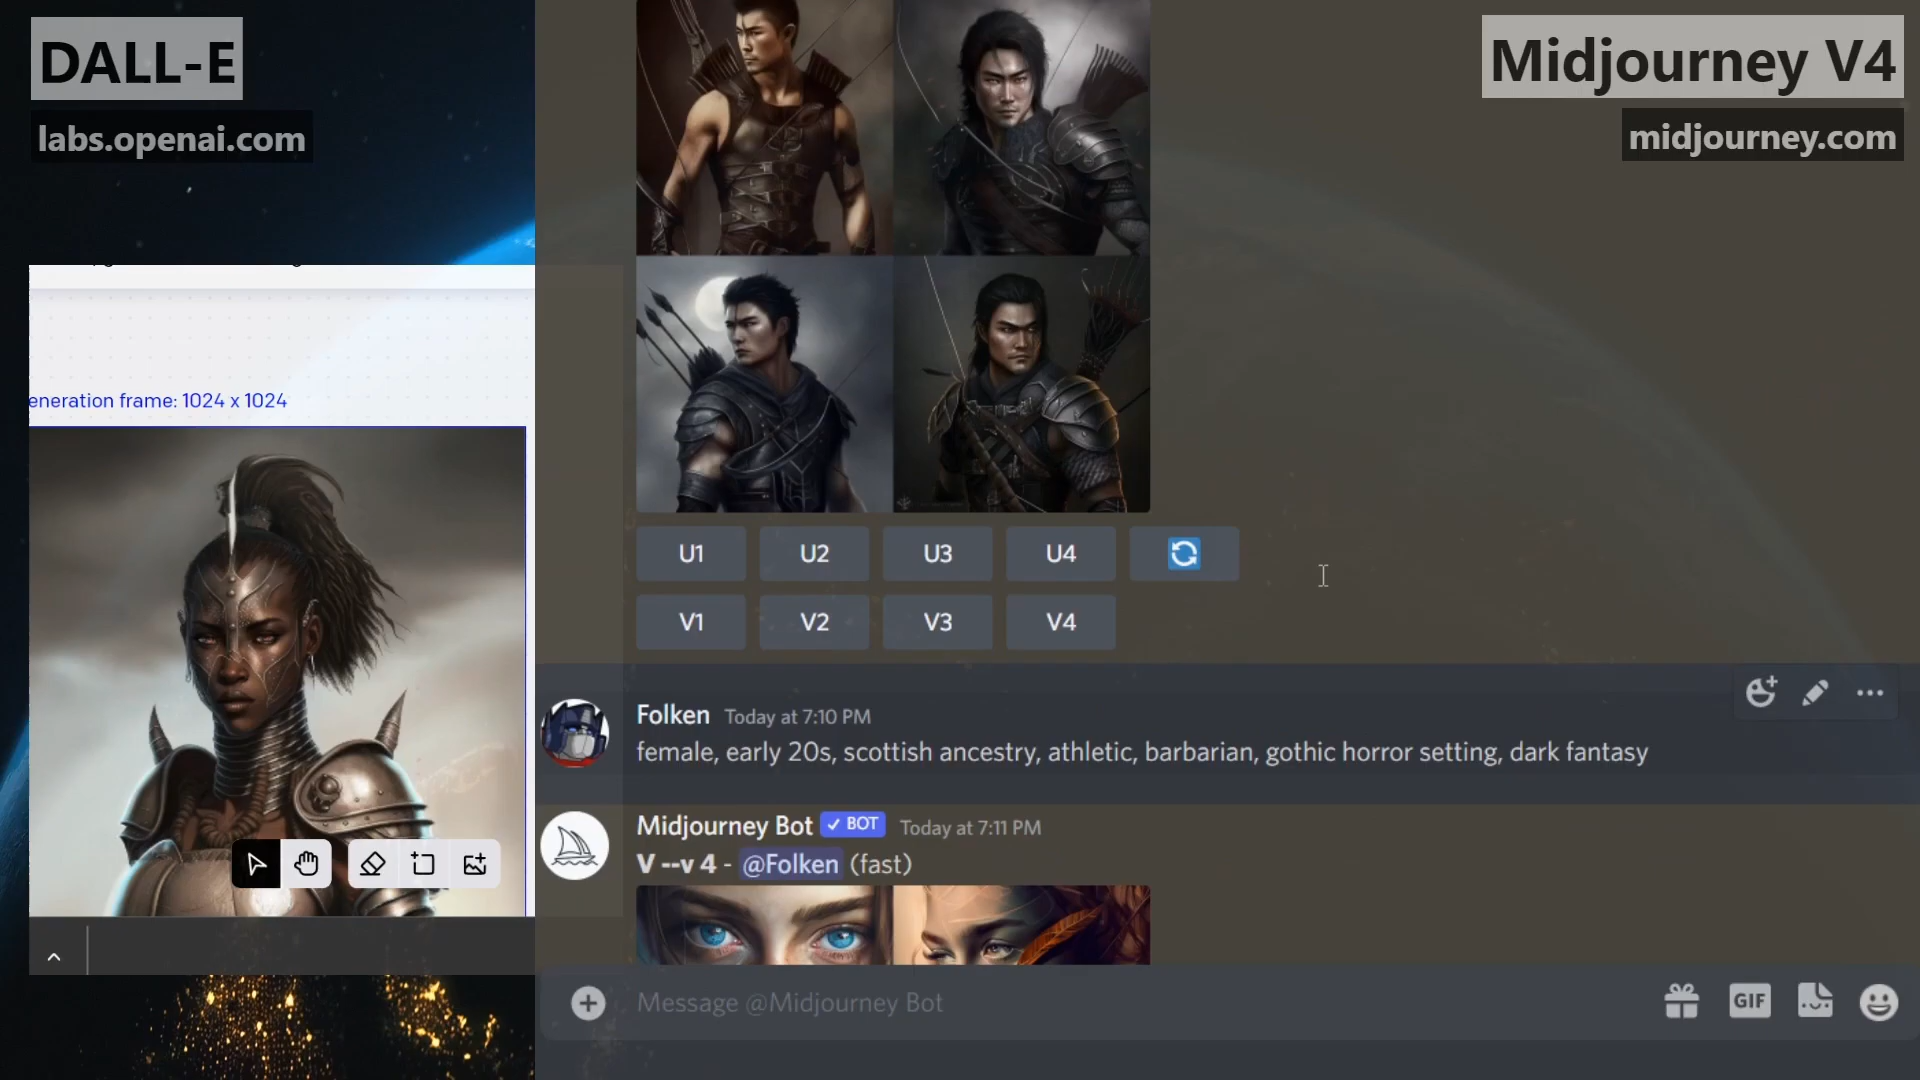 DALL-E
labs.openai.com
Midjourney V4
midjourney.com
eneration frame: 1024 x 1024
U1 U2 U3 U4
V1 V2 V3 V4
Folken Today at 7:10 PM
female, early 20s, scottish ancestry, athletic, barbarian, gothic horror setting, dark fantasy
Midjourney Bot ✓ BOT Today at 7:11 PM
V --v 4 - @Folken (fast)
Message @Midjourney Bot
GIF